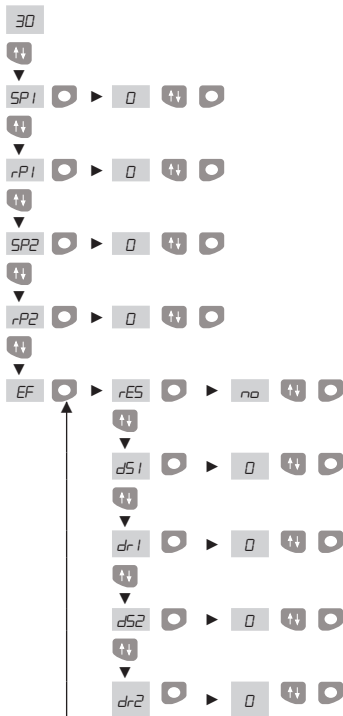 30
SP1 0
rP1 0
SP2 0
rP2 0
EF rES no
dS1 0
dr1 0
dS2 0
dr2 0